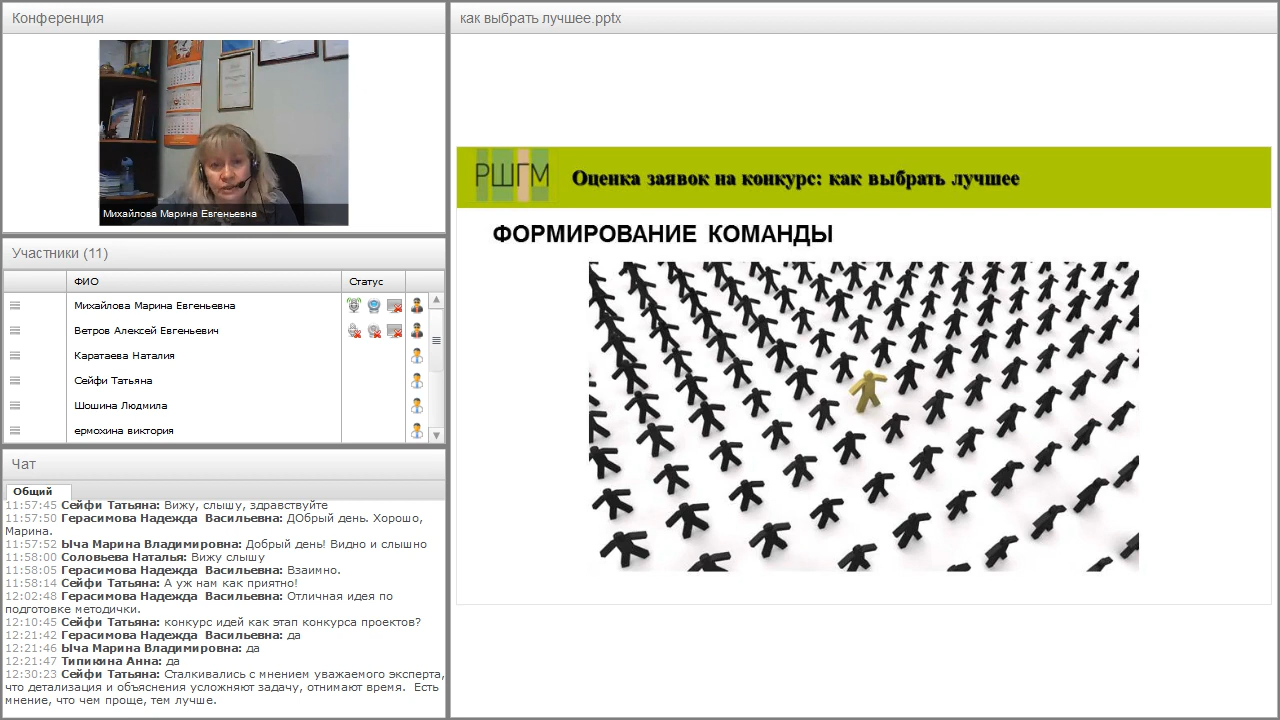 Конференция
Михайлова Марина Евгеньевна
Участники (11)
ФИО
Статус
Михайлова Марина Евгеньевна
Ветров Алексей Евгеньевич
Каратаева Наталия
Сейфи Татьяна
Шошина Людмила
ермохина виктория
Чат
Общий
11:57:45 Сейфи Татьяна: Вижу, слышу, здравствуйте
11:57:50 Герасимова Надежда Васильевна: ДОбрый день. Хорошо,
Марина.
11:57:52 Ыча Марина Владимировна: Добрый день! Видно и слышно
11:58:00 Соловьева Наталья: Вижу слышу
11:58:05 Герасимова Надежда Васильевна: Взаимно.
11:58:14 Сейфи Татьяна: А уж нам как приятно!
12:02:48 Герасимова Надежда Васильевна: Отличная идея по
подготовке методички.
12:10:45 Сейфи Татьяна: конкурс идей как этап конкурса проектов?
12:21:42 Герасимова Надежда Васильевна: да
12:21:46 Ыча Марина Владимировна: да
12:21:47 Типикина Анна: да
12:30:23 Сейфи Татьяна: Сталкивались с мнением уважаемого эксперта,
что детализация и объяснения усложняют задачу, отнимают время. Есть
мнение, что чем проще, тем лучше.
как выбрать лучшее.pptx
РШГМ
Оценка заявок на конкурс: как выбрать лучшее
ФОРМИРОВАНИЕ КОМАНДЫ